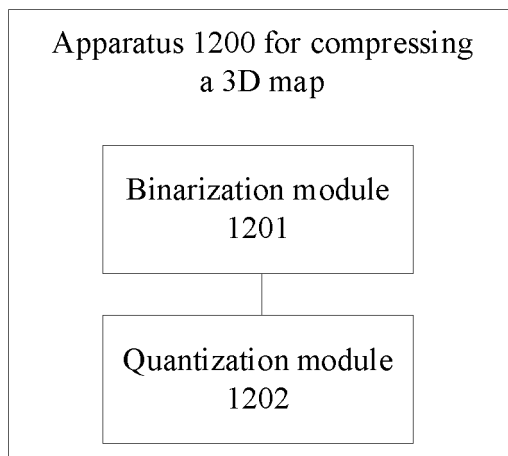 Apparatus 1200 for compressing
a 3D map
Binarization module
1201
Quantization module
1202